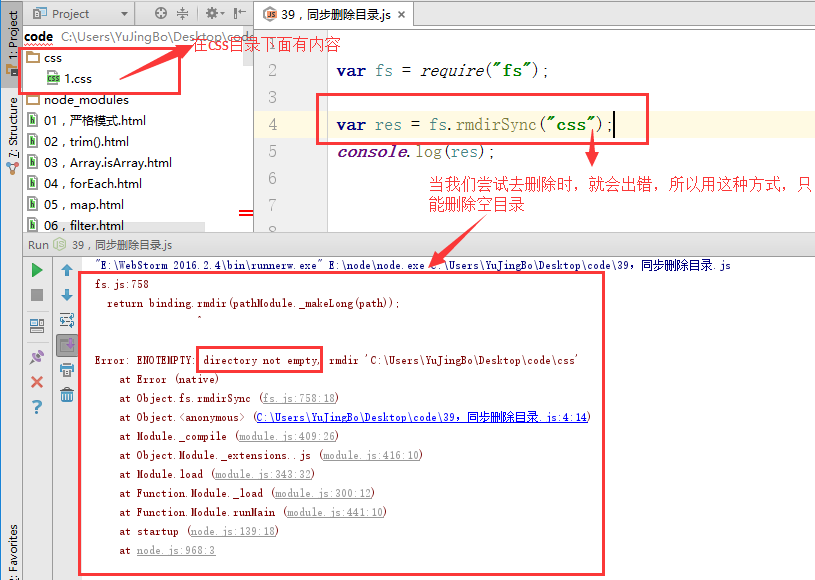 1: Project
Project
39，同步删除目录.js
code C:\Users\YuJingBo\Desktop\code
在css目录下面有内容
css
1.css
node_modules
01，严格模式.html
02，trim().html
03，Array.isArray.html
04，forEach.html
05，map.html
06，filter.html
7: Structure
2
var fs = require("fs");
3
4
var res = fs.rmdirSync("css");
5
console.log(res);
6
7
8
当我们尝试去删除时，就会出错，所以用这种方式，只
能删除空目录
Run 39，同步删除目录.js
"E:\WebStorm 2016.2.4\bin\runnerw.exe" E:\node\node.exe C:\Users\YuJingBo\Desktop\code\39，同步删除目录.js
fs.js:758
return binding.rmdir(pathModule._makeLong(path));
^
Error: ENOTEMPTY: directory not empty, rmdir 'C:\Users\YuJingBo\Desktop\code\css'
at Error (native)
at Object.fs.rmdirSync (fs.js:758:18)
at Object.<anonymous> (C:\Users\YuJingBo\Desktop\code\39，同步删除目录.js:4:14)
at Module._compile (module.js:409:26)
at Object.Module._extensions..js (module.js:416:10)
at Module.load (module.js:343:32)
at Function.Module._load (module.js:300:12)
at Function.Module.runMain (module.js:441:10)
at startup (node.js:139:18)
at node.js:968:3
Favorites